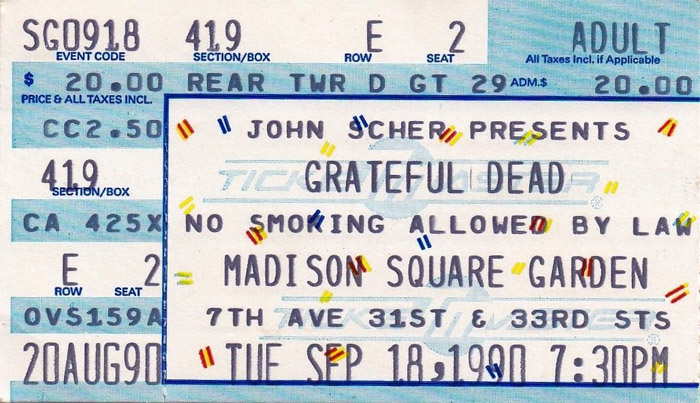 SG0918 419 E 2 ADULT
EVENT CODE SECTION/BOX ROW SEAT All Taxes Incl. if Applicable
$ 20.00 REAR TWR D GT 29 ADM.$ 20.00
PRICE & ALL TAXES INCL.
CC2.50 JOHN SCHER PRESENTS
419 GRATEFUL DEAD
SECTION/BOX TICKETMASTER ®
CA 425X NO SMOKING ALLOWED BY LAW
E 2 MADISON SQUARE GARDEN
ROW SEAT
OVS159A 7TH AVE 31ST & 33RD STS
TICKETMASTER ®
20AUG90 TUE SEP 18,1990 7:30PM